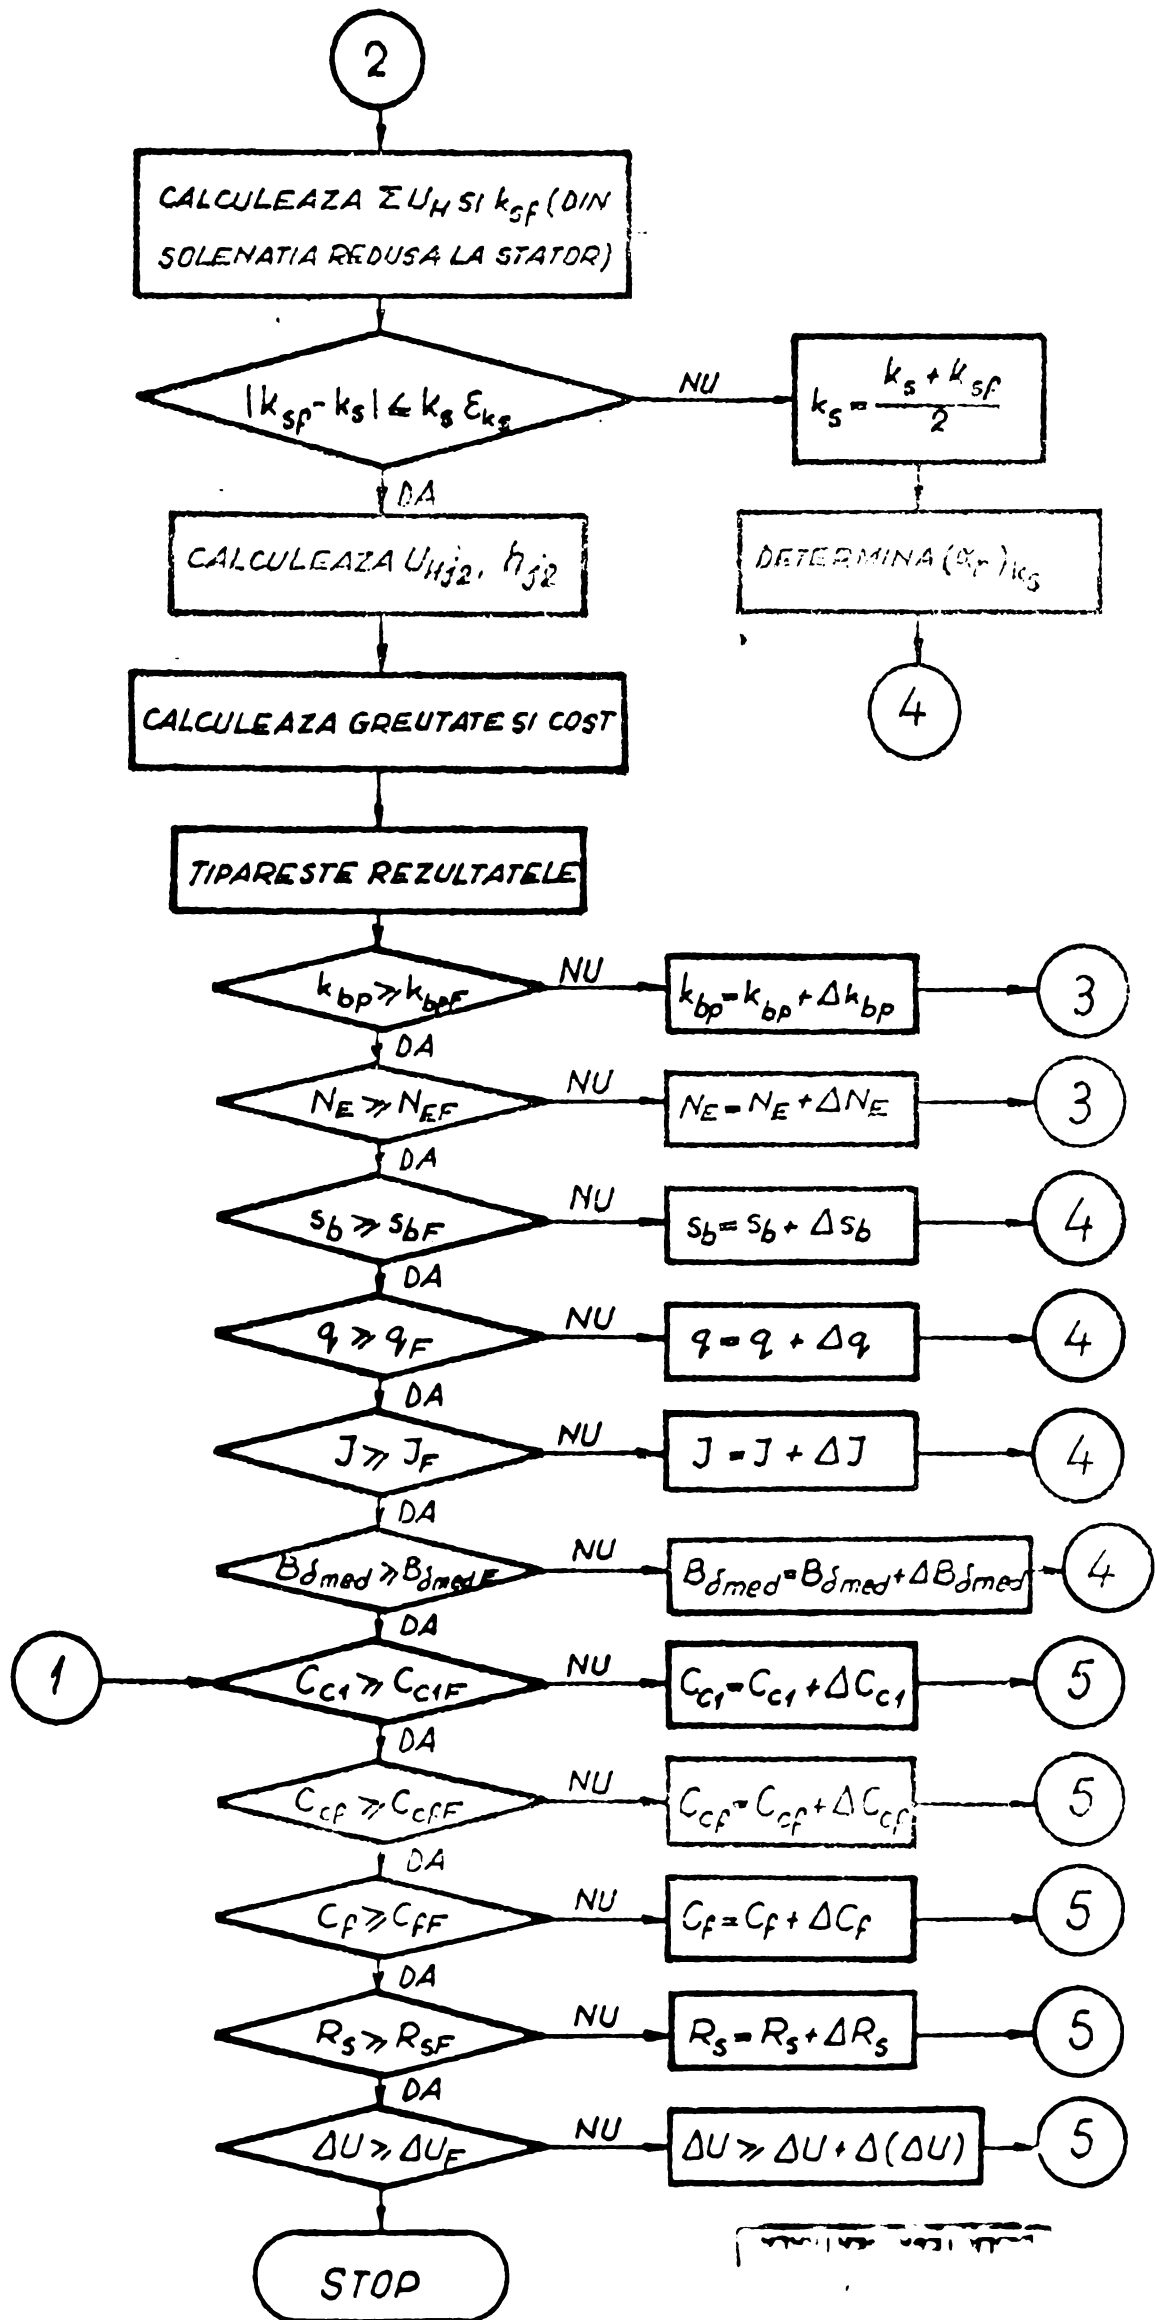 2
CALCULEAZA ΣU_H SI k_sf (DIN
SOLENATIA REDUSA LA STATOR)
|k_sf - k_s| ≤ k_s ε_ks
NU
k_s = (k_s + k_sf)/2
DA
CALCULEAZA U_Hj2, h_j2
DETERMINA (α_r)_ks
4
CALCULEAZA GREUTATE SI COST
TIPARESTE REZULTATELE
k_bp ⩾ k_bpF
NU
k_bp = k_bp + Δk_bp
3
DA
N_E ⩾ N_EF
NU
N_E = N_E + ΔN_E
3
DA
s_b ⩾ s_bF
NU
s_b = s_b + Δs_b
4
DA
q ⩾ q_F
NU
q = q + Δq
4
DA
J ⩾ J_F
NU
J = J + ΔJ
4
DA
B_δmed ⩾ B_δmedF
NU
B_δmed = B_δmed + ΔB_δmed
4
DA
1
C_c1 ⩾ C_c1F
NU
C_c1 = C_c1 + ΔC_c1
5
DA
C_cf ⩾ C_cfF
NU
C_cf = C_cf + ΔC_cf
5
DA
C_f ⩾ C_fF
NU
C_f = C_f + ΔC_f
5
DA
R_s ⩾ R_sF
NU
R_s = R_s + ΔR_s
5
DA
ΔU ⩾ ΔU_F
NU
ΔU ⩾ ΔU + Δ(ΔU)
5
STOP